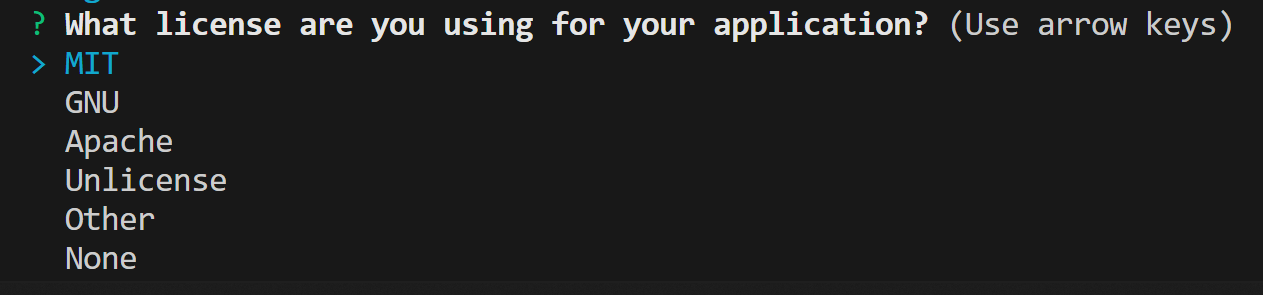 ? What license are you using for your application? (Use arrow keys)
> MIT
GNU
Apache
Unlicense
Other
None